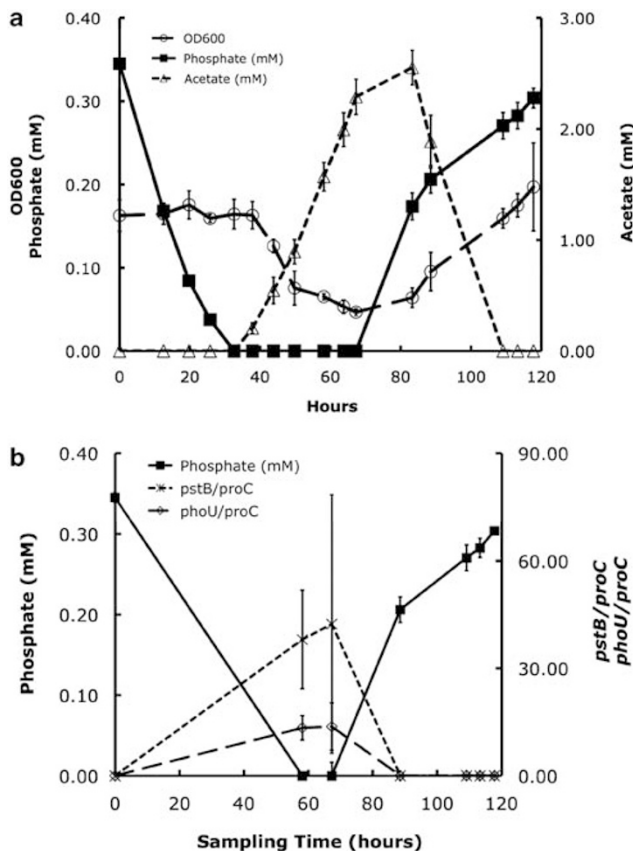 a
0.40
0.30
0.20
0.10
0.00
OD600
Phosphate (mM)
OD600
Phosphate (mM)
Acetate (mM)
3.00
2.00
1.00
0.00
Acetate (mM)
0 20 40 60 80 100 120
Hours
b
0.40
0.30
0.20
0.10
0.00
Phosphate (mM)
Phosphate (mM)
pstB/proC
phoU/proC
90.00
60.00
30.00
0.00
pstB/proC
phoU/proC
0 20 40 60 80 100 120
Sampling Time (hours)